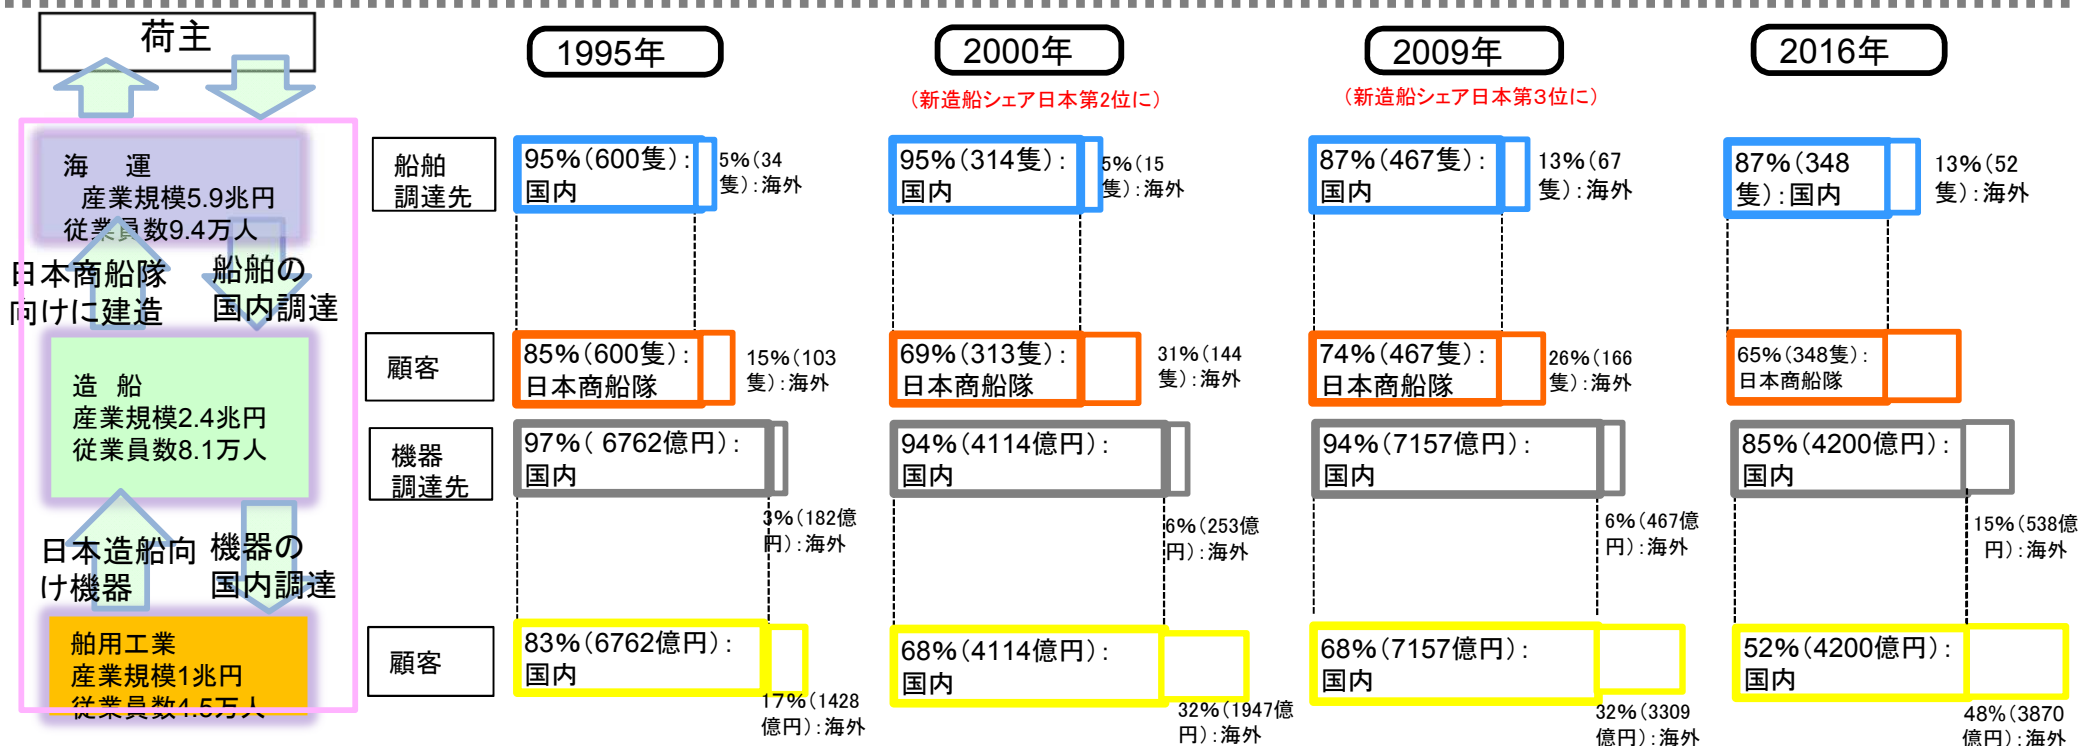 荷主
海　運
産業規模5.9兆円
従業員数9.4万人
日本商船隊
向けに建造
船舶の
国内調達
造 船
産業規模2.4兆円
従業員数8.1万人
日本造船向
け機器
機器の
国内調達
舶用工業
産業規模1兆円
従業員数4.5万人
1995年
2000年
(新造船シェア日本第2位に)
2009年
(新造船シェア日本第3位に)
2016年
船舶
調達先
95%(600隻):
国内
5%(34
隻):海外
95%(314隻):
国内
5%(15
隻):海外
87%(467隻):
国内
13%(67
隻):海外
87%(348
隻):国内
13%(52
隻):海外
顧客
85%(600隻):
日本商船隊
15%(103
隻):海外
69%(313隻):
日本商船隊
31%(144
隻):海外
74%(467隻):
日本商船隊
26%(166
隻):海外
65%(348隻):
日本商船隊
機器
調達先
97%( 6762億円):
国内
3%(182億
円):海外
94%(4114億円):
国内
6%(253億
円):海外
94%(7157億円):
国内
6%(467億
円):海外
85%(4200億円):
国内
15%(538億
円):海外
顧客
83%(6762億円):
国内
17%(1428
億円):海外
68%(4114億円):
国内
32%(1947億
円):海外
68%(7157億円):
国内
32%(3309
億円):海外
52%(4200億円):
国内
48%(3870
億円):海外